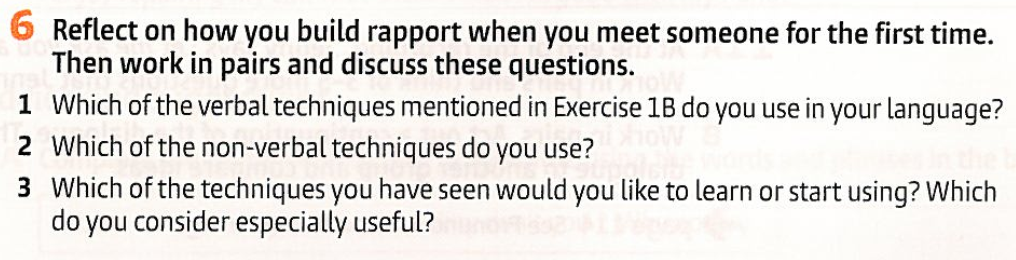 6 Reflect on how you build rapport when you meet someone for the first time.
Then work in pairs and discuss these questions.
1 Which of the verbal techniques mentioned in Exercise 1B do you use in your language?
2 Which of the non-verbal techniques do you use?
3 Which of the techniques you have seen would you like to learn or start using? Which
do you consider especially useful?